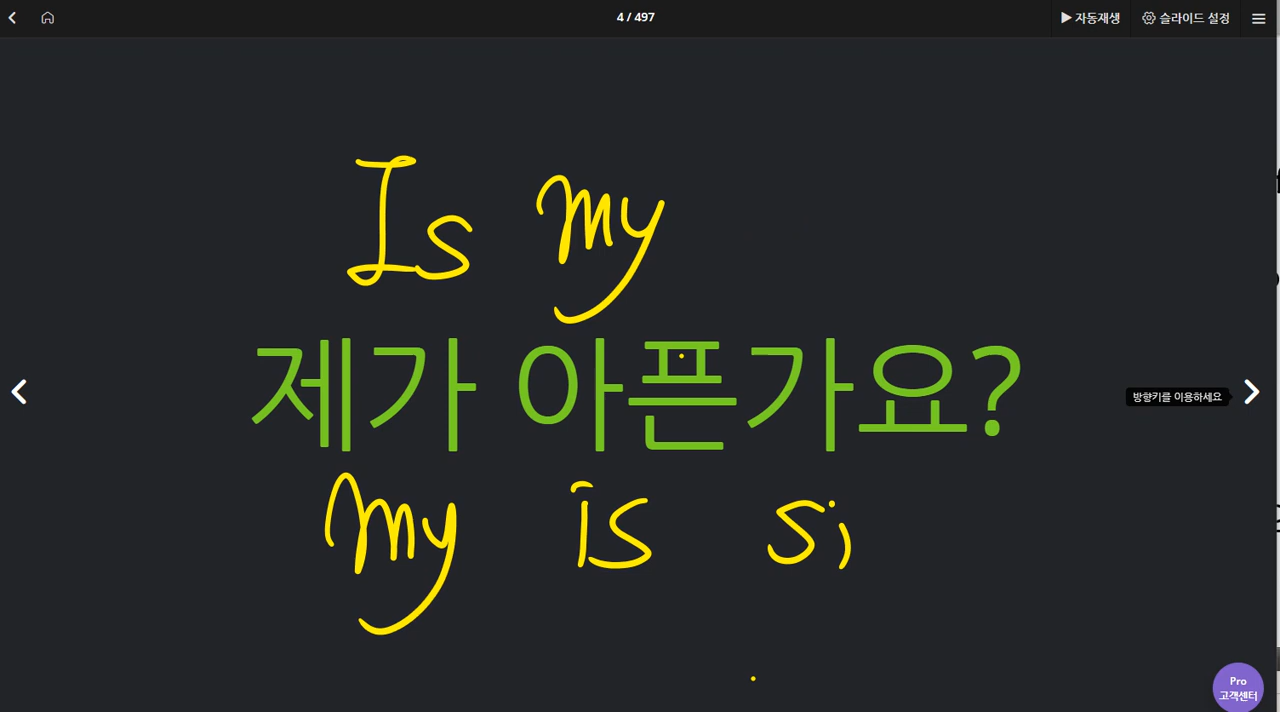 4 / 497
▶ 자동재생
슬라이드 설정
Is my
제가 아픈가요?
방향키를 이용하세요
my is si
Pro
고객센터